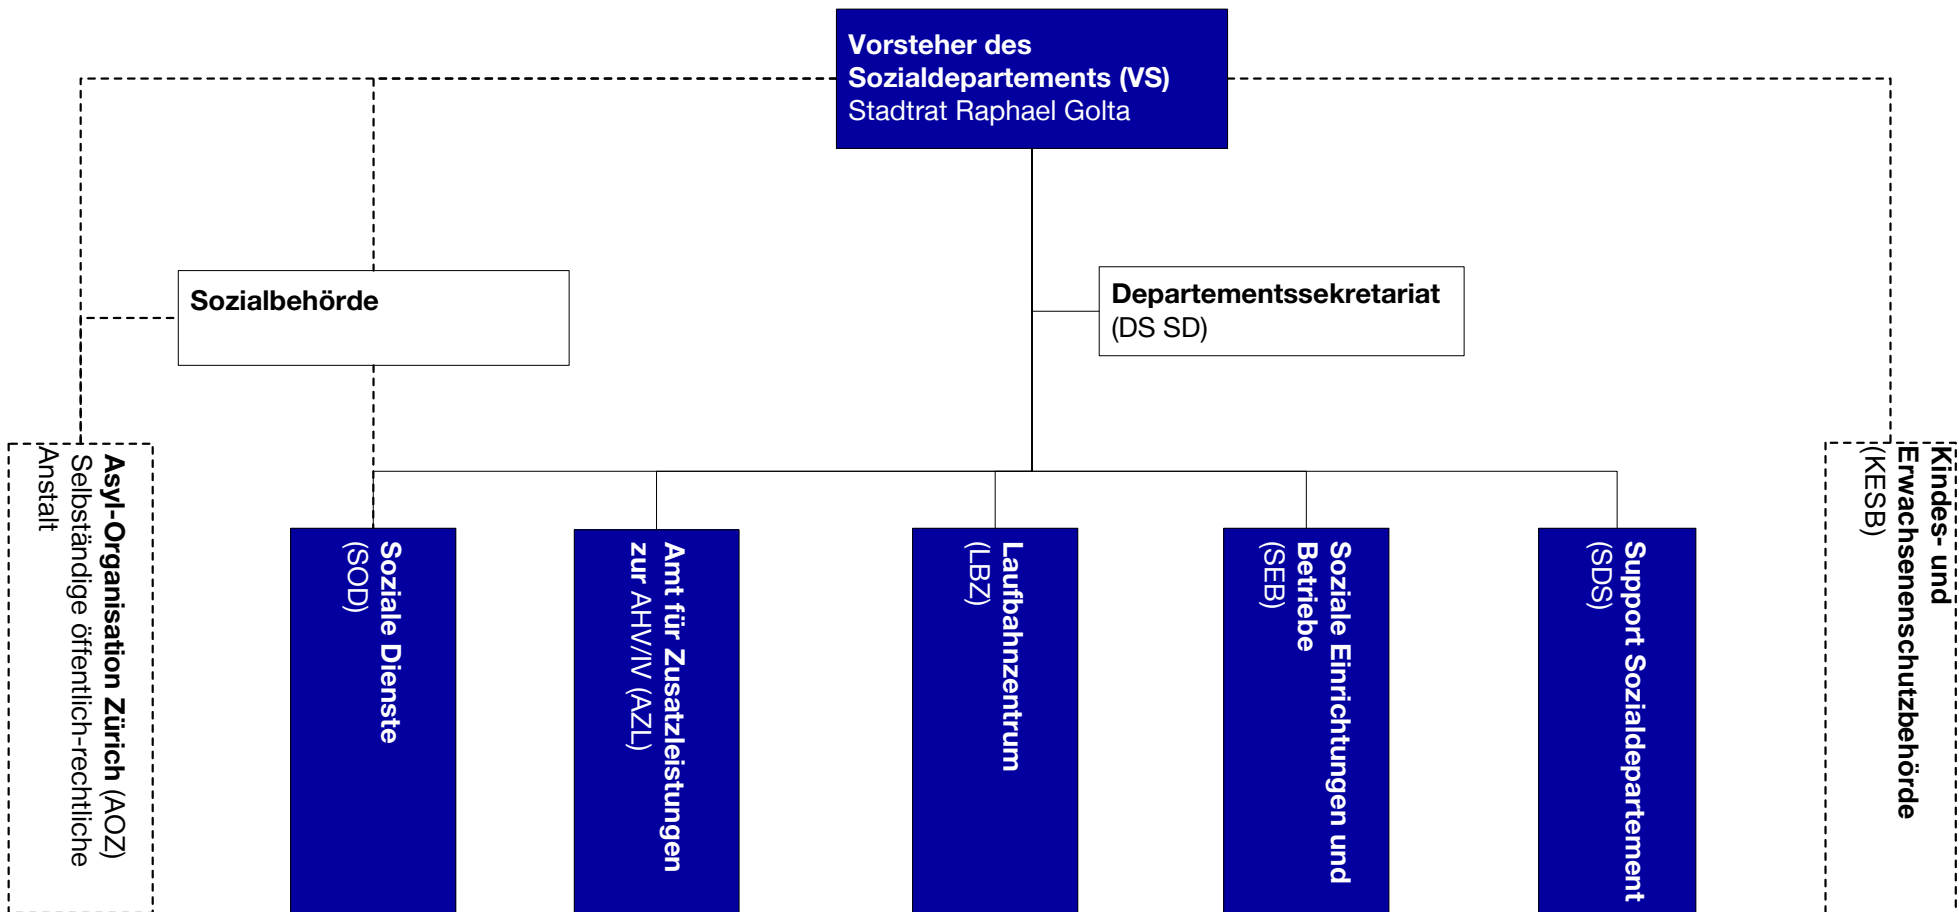 Vorsteher des
Sozialdepartements (VS)
Stadtrat Raphael Golta
Sozialbehörde
Departementssekretariat
(DS SD)
Asyl-Organisation Zürich (AOZ)
Selbständige öffentlich-rechtliche
Anstalt
Soziale Dienste
(SOD)
Amt für Zusatzleistungen
zur AHV/IV (AZL)
Laufbahnzentrum
(LBZ)
Soziale Einrichtungen und
Betriebe
(SEB)
Support Sozialdepartement
(SDS)
Kindes- und
Erwachsenenschutzbehörde
(KESB)